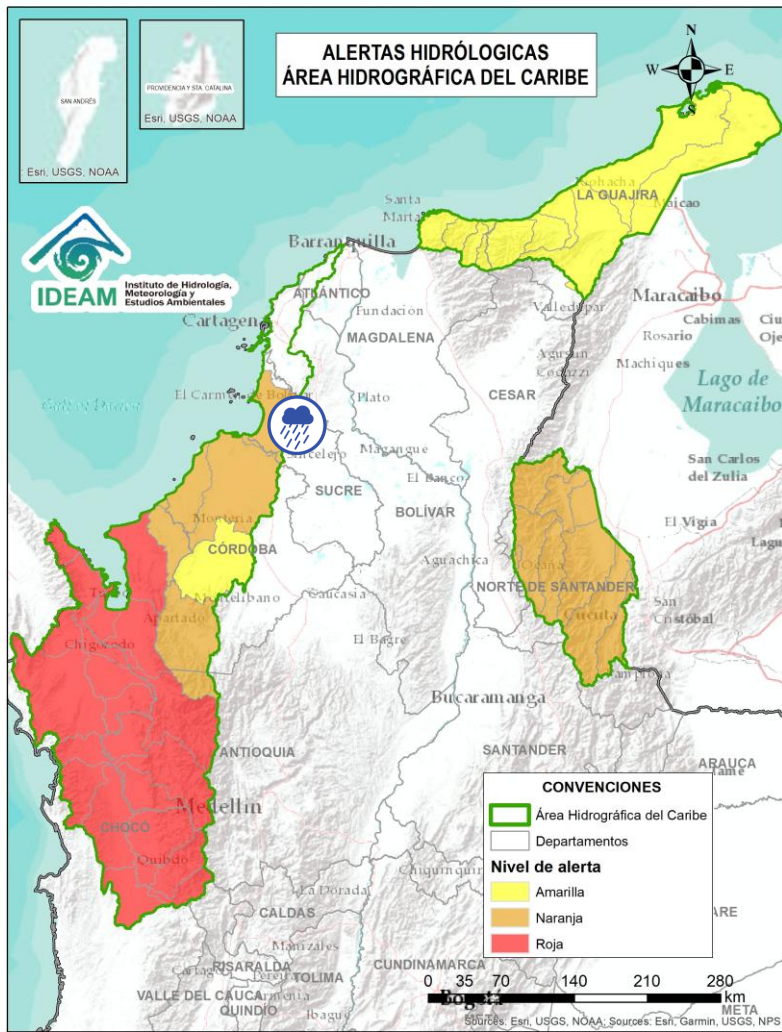 ALERTAS HIDRÓLOGICAS
ÁREA HIDROGRÁFICA DEL CARIBE
N
W
E
S
SAN ANDRÉS
Esri, USGS, NOAA
PROVIDENCIA Y STA. CATALINA
Esri, USGS, NOAA
IDEAM
Instituto de Hidrología,
Meteorología y
Estudios Ambientales
LA GUAJIRA
Maicao
Santa
Marta
Barranquilla
ATLÁNTICO
Fundación
Valledupar
Maracaibo
Cartagena
MAGDALENA
Cabimas
Rosario
Agustín
Codazzi
Machiques
CESAR
Lago de
Maracaibo
El Carmen de Bolívar
Plato
Sincelejo
Magangue
San Carlos
del Zulia
El Banco
SUCRE
BOLÍVAR
El Vigía
Montería
CÓRDOBA
Aguachica
Ocaña
NORTE DE SANTANDER
Montelíbano
Caucasia
Cúcuta
San
Cristóbal
Apartado
El Bagre
Chigorodo
Pamplona
Bucaramanga
ANTIOQUIA
SANTANDER
ARAUCA
Medellín
CHOCÓ
Quibdó
La Dorada
CALDAS
Manizales
RISARALDA
Pereira
TOLIMA
CUNDINAMARCA
VALLE DEL CAUCA
Armenia
QUINDÍO
Ibague
Bogotá
META
META
CONVENCIONES
Área Hidrográfica del Caribe
Departamentos
Nivel de alerta
Amarilla
Naranja
Roja
0 35 70 140 210 280
km
Sources: Esri, USGS, NOAA; Sources: Esri, Garmin, USGS, NPS